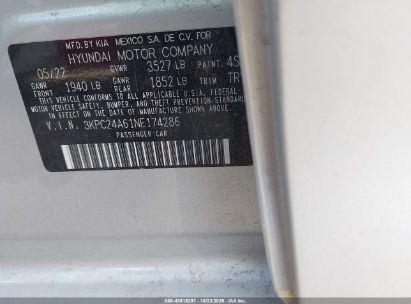 MFD.BY KIA MEXICO S.A. DE C.V. FOR
HYUNDAI MOTOR COMPANY
05/22 GVWR 3527 LB PAINT: 4S
GAWR FRONT 1940 LB GAWR REAR 1852 LB TRIM TR
THIS VEHICLE CONFORMS TO ALL APPLICABLE FEDERAL
MOTOR VEHICLE SAFETY, BUMPER, AND THEFT PREVENTION STANDARDS
IN EFFECT ON THE DATE OF MANUFACTURE SHOWN ABOVE.
V.I.N. 3KPC24A61NE174286
PASSENGER CAR